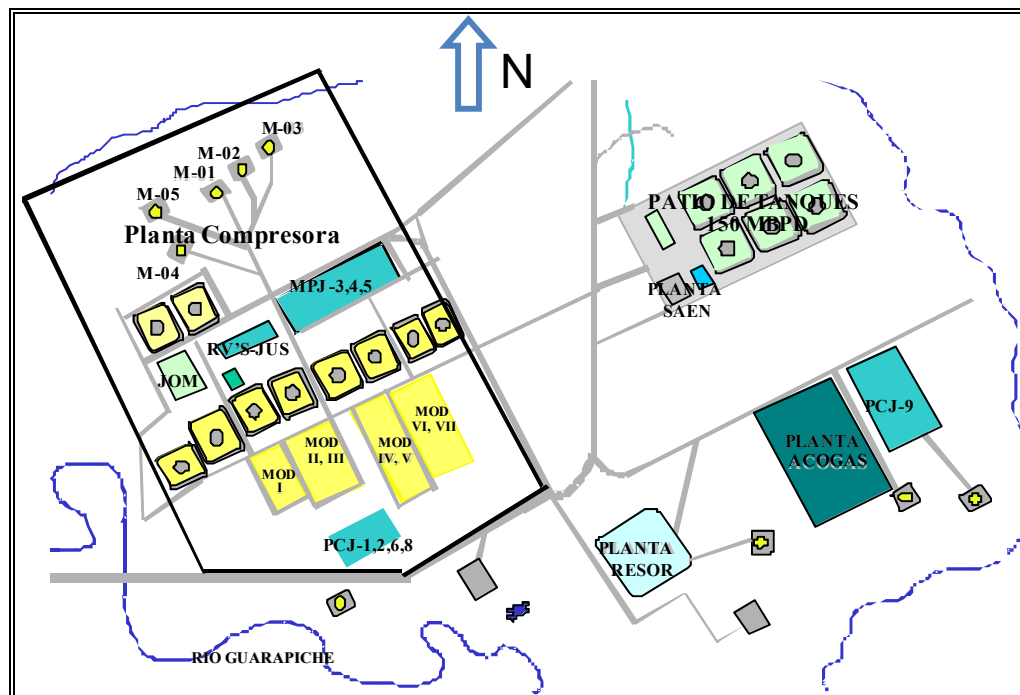 N
M-03
M-02
M-01
M-05
Planta Compresora
M-04
MPJ-3,4,5
RV'S-JUS
JOM
MOD
I
MOD
II, III
MOD
IV, V
MOD
VI, VII
PCJ-1,2,6,8
PATIO DE TANQUES
150 MBPD
PLANTA
SAEN
PCJ-9
PLANTA
ACOGAS
PLANTA
RESOR
RIO GUARAPICHE